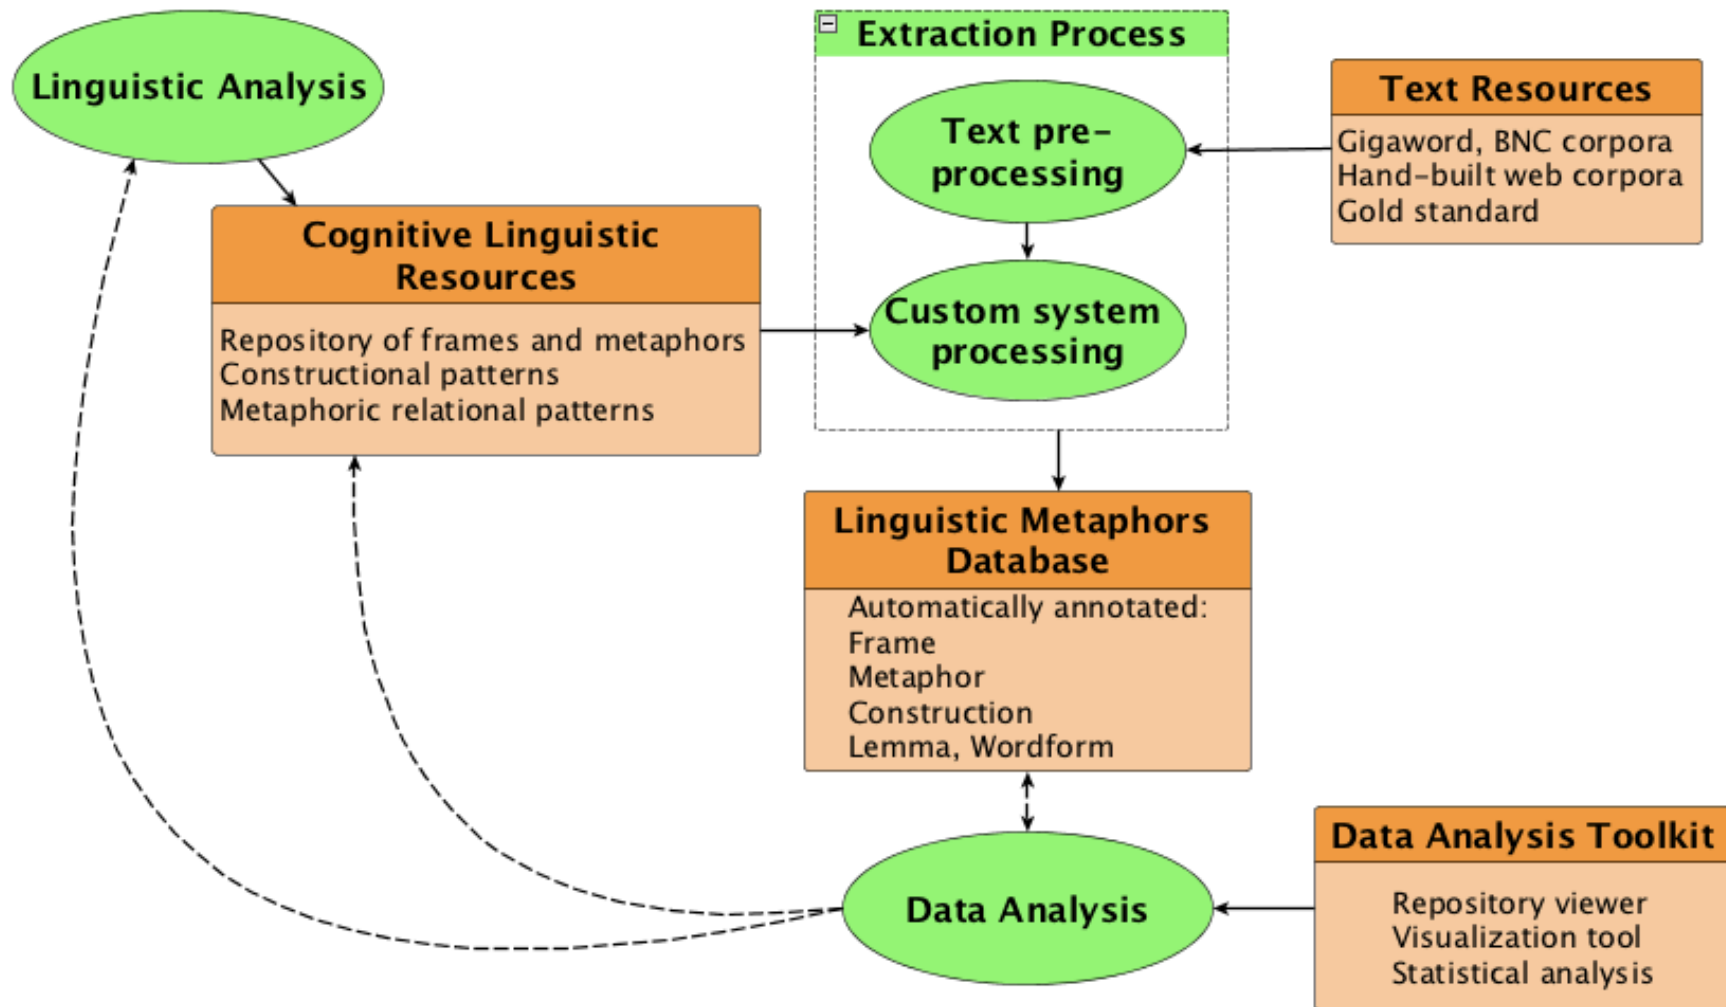 Linguistic Analysis
Extraction Process
Text pre-
processing
Custom system
processing
Text Resources
Gigaword, BNC corpora
Hand-built web corpora
Gold standard
Cognitive Linguistic
Resources
Repository of frames and metaphors
Constructional patterns
Metaphoric relational patterns
Linguistic Metaphors
Database
Automatically annotated:
Frame
Metaphor
Construction
Lemma, Wordform
Data Analysis
Data Analysis Toolkit
Repository viewer
Visualization tool
Statistical analysis